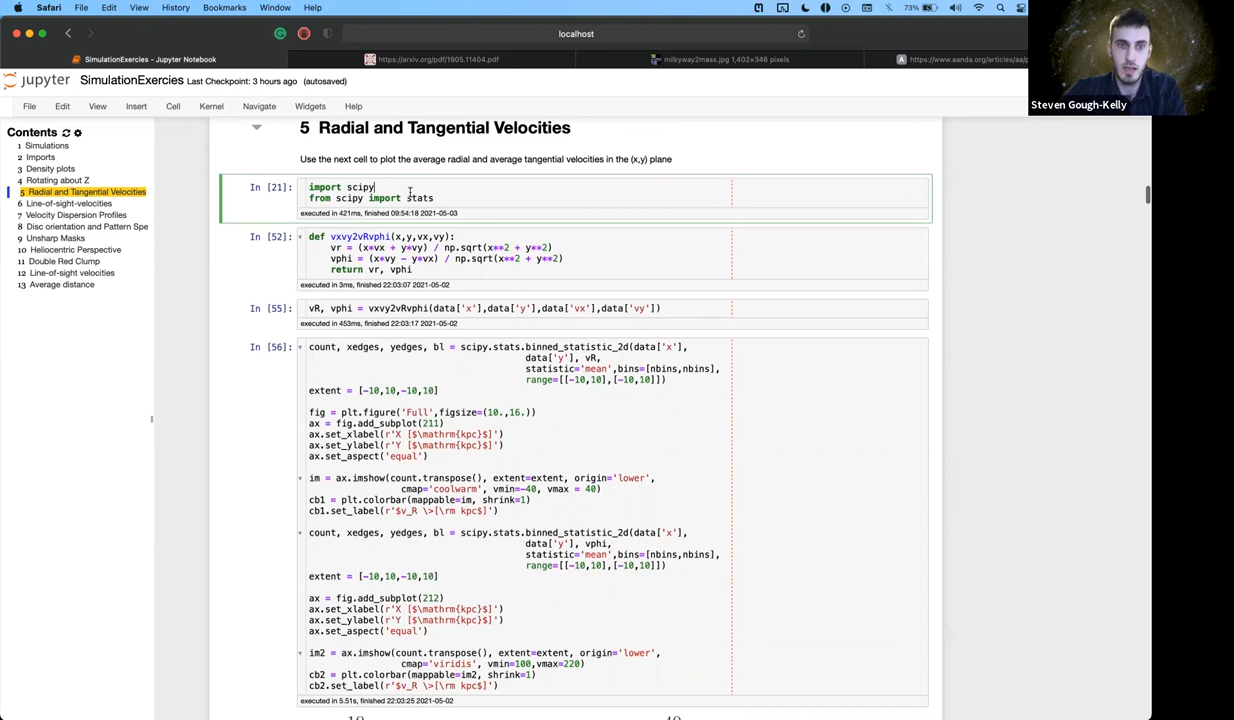 Safari File Edit View History Bookmarks Window Help 73%
localhost
SimulationExercies - Jupyter Notebook https://arxiv.org/pdf/1905.11404.pdf milkyway2mass.jpg 1,402×346 pixels https://www.aanda.org/articles/aa/p
Steven Gough-Kelly
jupyter SimulationExercies Last Checkpoint: 3 hours ago (autosaved)
File Edit View Insert Cell Kernel Navigate Widgets Help
Contents
1 Simulations
2 Imports
3 Density plots
4 Rotating about Z
5 Radial and Tangential Velocities
6 Line-of-sight-velocities
7 Velocity Dispersion Profiles
8 Disc orientation and Pattern Spe
9 Unsharp Masks
10 Heliocentric Perspective
11 Double Red Clump
12 Line-of-sight velocities
13 Average distance
5 Radial and Tangential Velocities
Use the next cell to plot the average radial and average tangential velocities in the (x,y) plane
In [21]: import scipy
from scipy import stats
executed in 421ms, finished 09:54:18 2021-05-03
In [52]: def vxvy2vRvphi(x,y,vx,vy):
vr = (x*vx + y*vy) / np.sqrt(x**2 + y**2)
vphi = (x*vy - y*vx) / np.sqrt(x**2 + y**2)
return vr, vphi
executed in 3ms, finished 22:03:07 2021-05-02
In [55]: vR, vphi = vxvy2vRvphi(data['x'],data['y'],data['vx'],data['vy'])
executed in 453ms, finished 22:03:17 2021-05-02
In [56]: count, xedges, yedges, bl = scipy.stats.binned_statistic_2d(data['x'],
data['y'], vR,
statistic='mean',bins=[nbins,nbins],
range=[[-10,10],[-10,10]])
extent = [-10,10,-10,10]
fig = plt.figure('Full',figsize=(10.,16.))
ax = fig.add_subplot(211)
ax.set_xlabel(r'X [$\mathrm{kpc}$]')
ax.set_ylabel(r'Y [$\mathrm{kpc}$]')
ax.set_aspect('equal')
im = ax.imshow(count.transpose(), extent=extent, origin='lower',
cmap='coolwarm', vmin=-40, vmax = 40)
cb1 = plt.colorbar(mappable=im, shrink=1)
cb1.set_label(r'$v_R \>[\rm kpc$]')
count, xedges, yedges, bl = scipy.stats.binned_statistic_2d(data['x'],
data['y'], vphi,
statistic='mean',bins=[nbins,nbins],
range=[[-10,10],[-10,10]])
extent = [-10,10,-10,10]
ax = fig.add_subplot(212)
ax.set_xlabel(r'X [$\mathrm{kpc}$]')
ax.set_ylabel(r'Y [$\mathrm{kpc}$]')
ax.set_aspect('equal')
im2 = ax.imshow(count.transpose(), extent=extent, origin='lower',
cmap='viridis', vmin=100,vmax=220)
cb2 = plt.colorbar(mappable=im2, shrink=1)
cb2.set_label(r'$v_R \>[\rm kpc$]')
executed in 5.51s, finished 22:03:25 2021-05-02
10 40